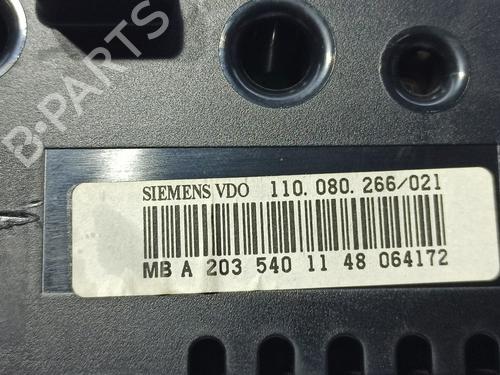 B-PARTS
SIEMENS VDO 110.080.266/021
MB A 203 540 11 48 064172